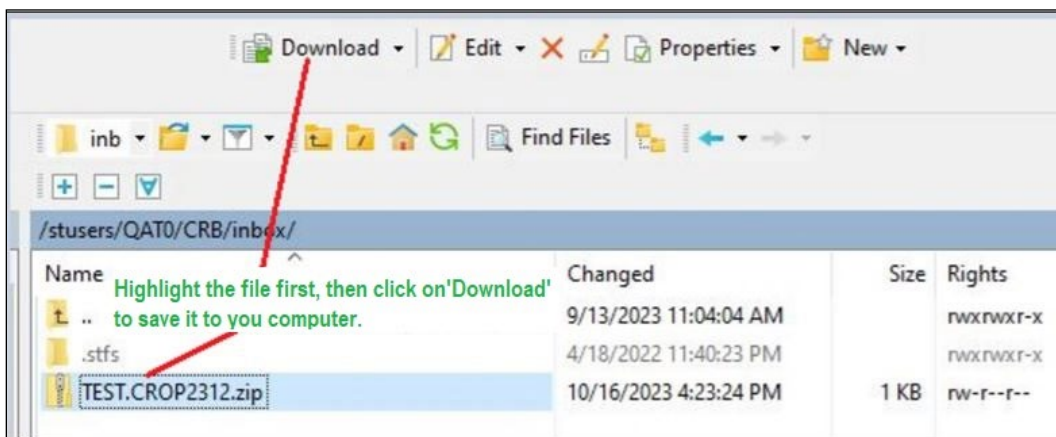 Download Edit Properties New
inb Find Files
/stusers/QAT0/CRB/inbox/
Name Changed Size Rights
Highlight the file first, then click on'Download'
to save it to you computer.
.. 9/13/2023 11:04:04 AM rwxrwxr-x
.stfs 4/18/2022 11:40:23 PM rwxrwxr-x
TEST.CROP2312.zip 10/16/2023 4:23:24 PM 1 KB rw-r--r--